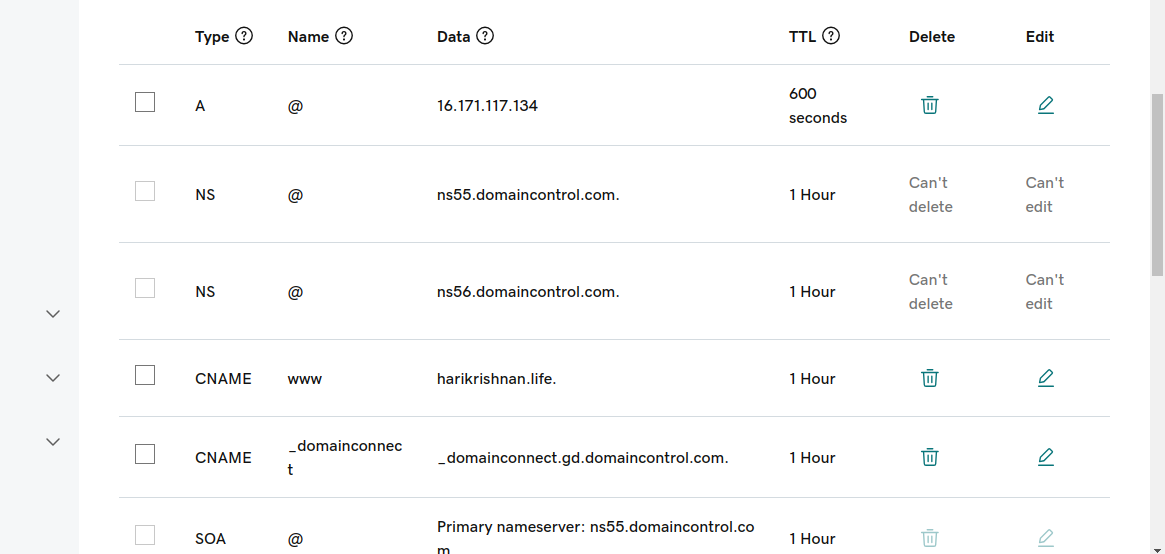 Type ? Name ? Data ? TTL ? Delete Edit
A @ 16.171.117.134 600 seconds
NS @ ns55.domaincontrol.com. 1 Hour Can't delete Can't edit
NS @ ns56.domaincontrol.com. 1 Hour Can't delete Can't edit
CNAME www harikrishnan.life. 1 Hour
CNAME _domainconnect _domainconnect.gd.domaincontrol.com. 1 Hour
SOA @ Primary nameserver: ns55.domaincontrol.com 1 Hour